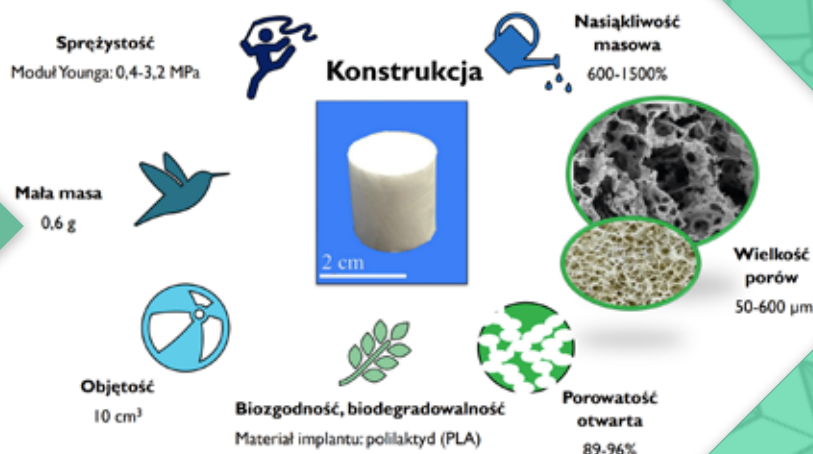 Sprężystość
Moduł Younga: 0,4-3,2 MPa
Konstrukcja
Nasiąkliwość
masowa
600-1500%
Mała masa
0,6 g
2 cm
Wielkość
porów
50-600 μm
Objętość
10 cm³
Biozgodność, biodegradowalność
Materiał implantu: polilaktyd (PLA)
Porowatość
otwarta
89-96%